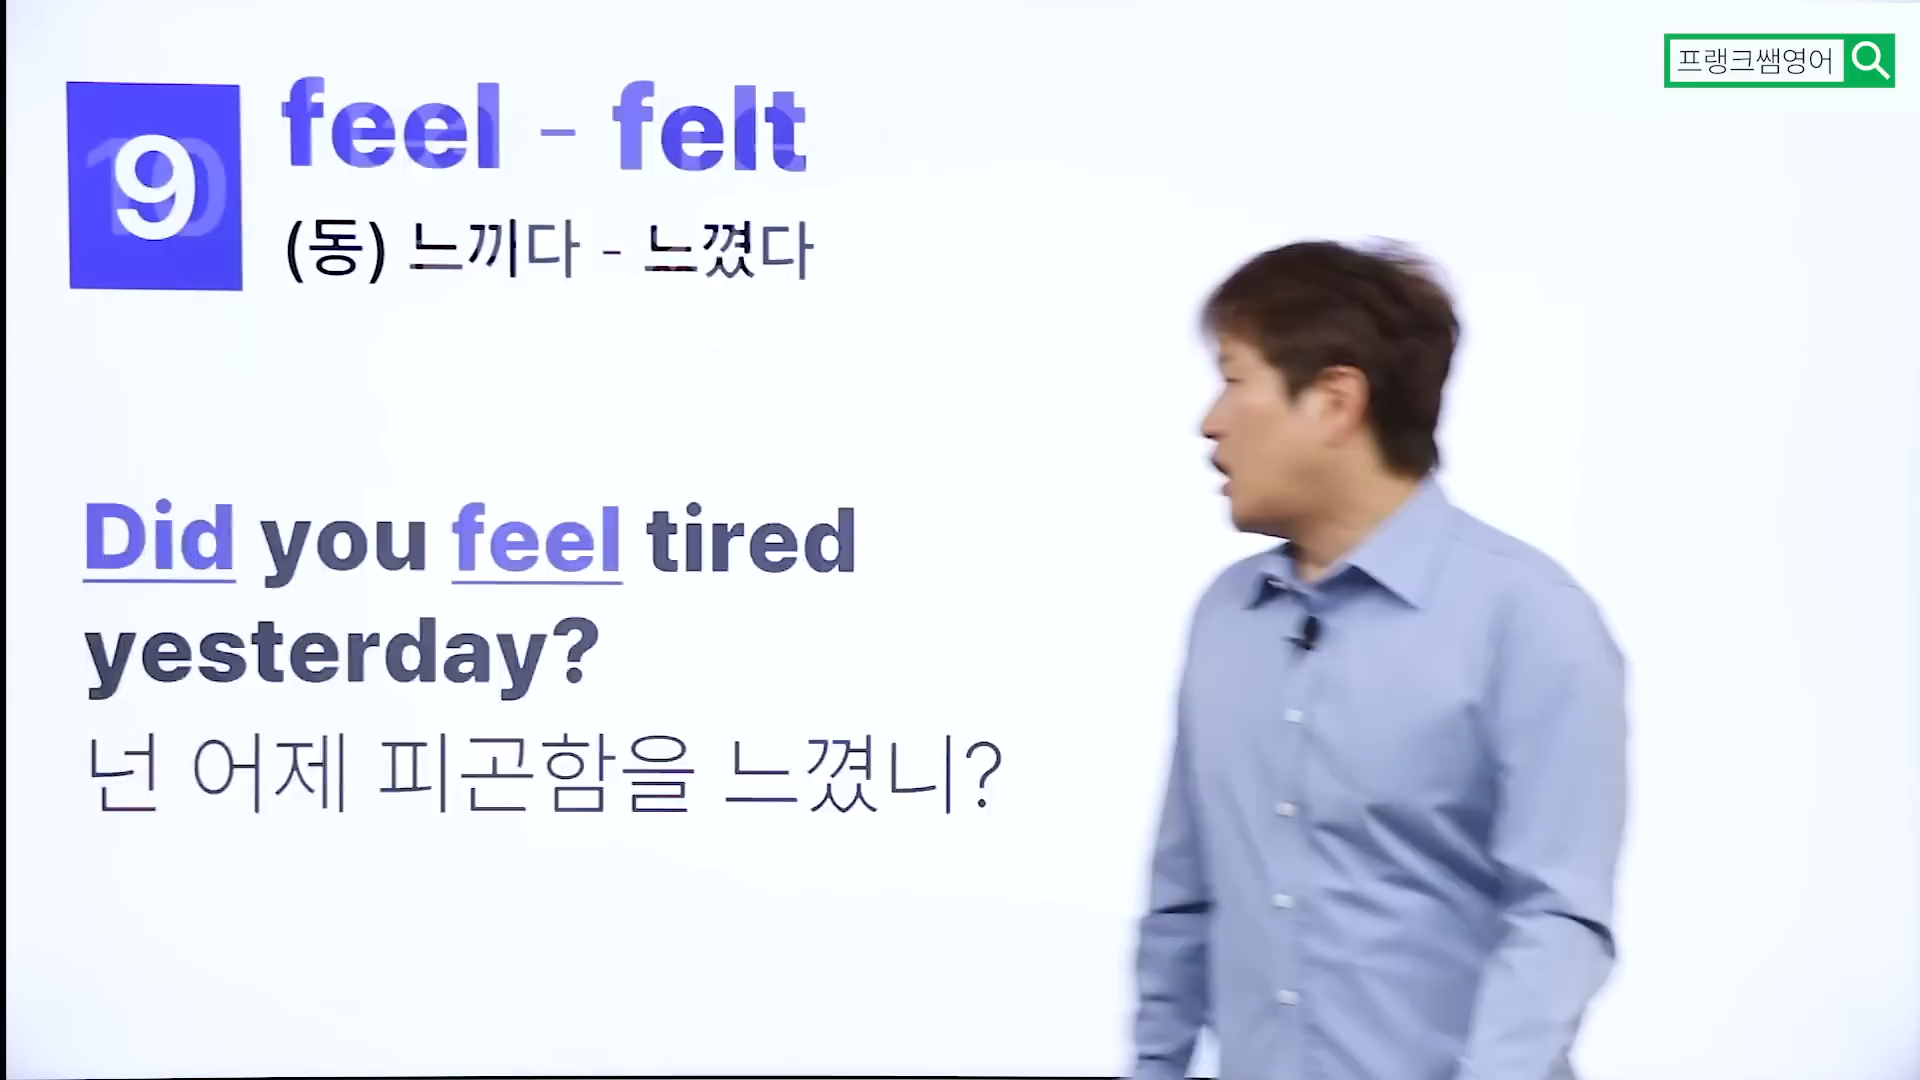 프랭크쌤영어
9
feel - felt
(동) 느끼다 - 느꼈다
Did you feel tired
yesterday?
넌 어제 피곤함을 느꼈니?